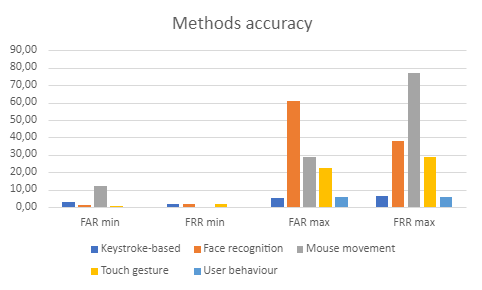 Methods accuracy
90,00
80,00
70,00
60,00
50,00
40,00
30,00
20,00
10,00
0,00
FAR min FRR min FAR max FRR max
Keystroke-based Face recognition Mouse movement
Touch gesture User behaviour